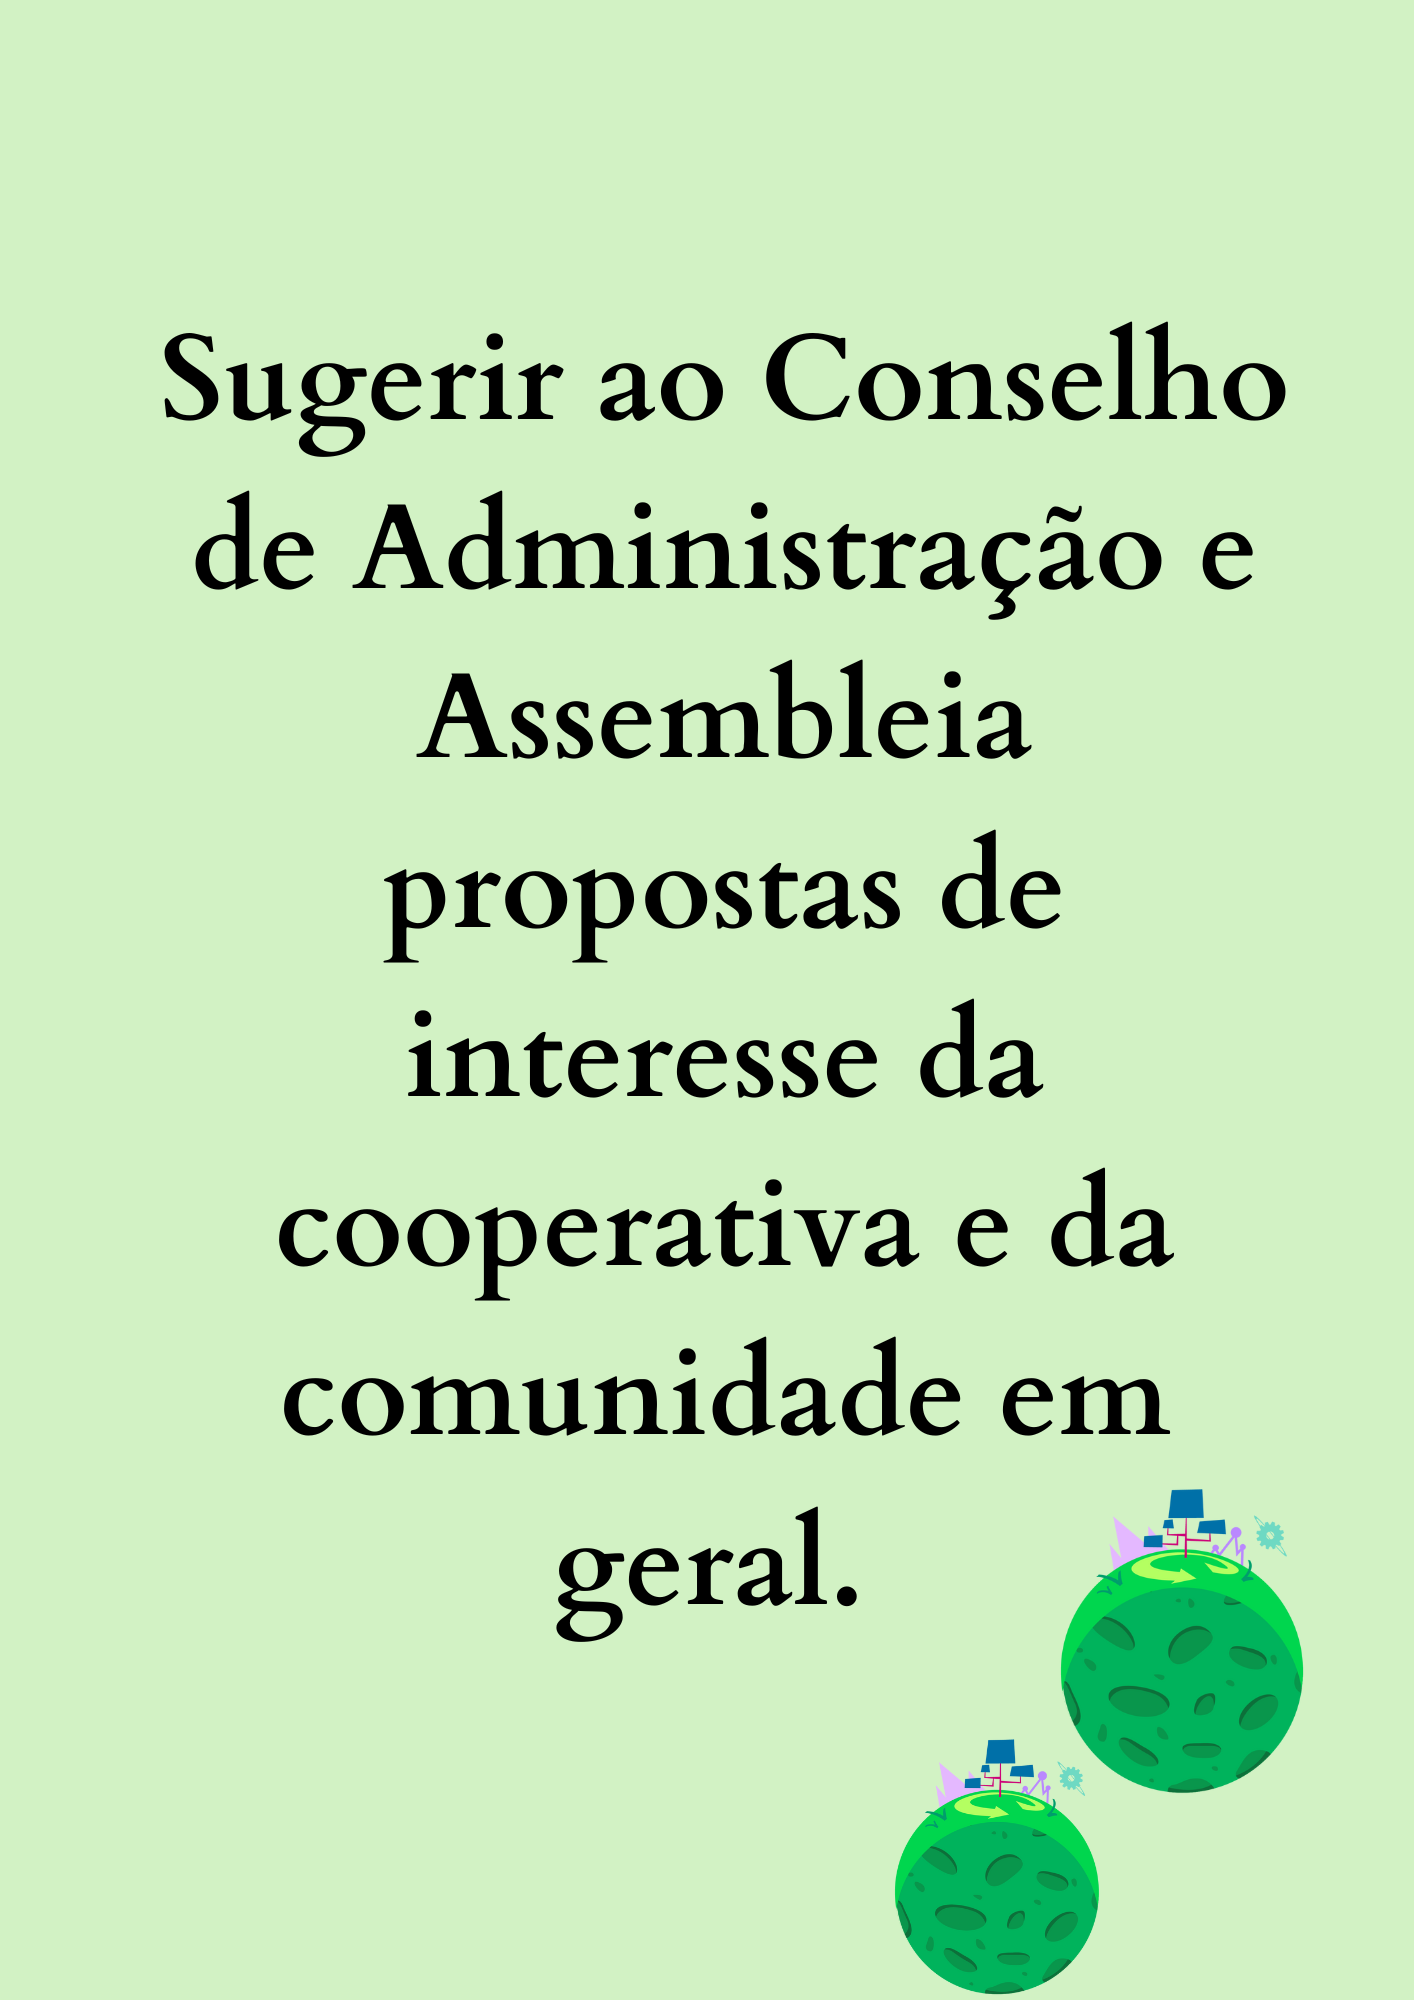 Sugerir ao Conselho
de Administração e
Assembleia
propostas de
interesse da
cooperativa e da
comunidade em
geral.